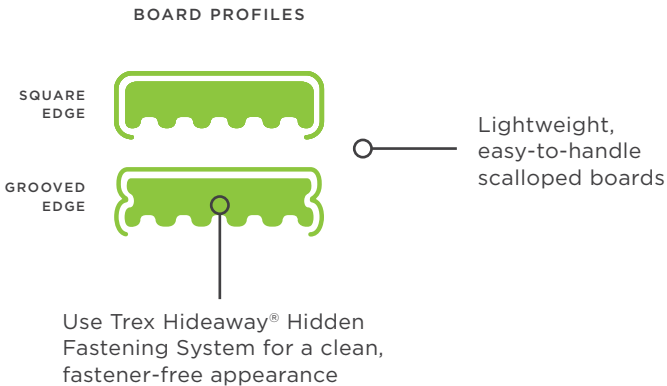 BOARD PROFILES
SQUARE
EDGE
Lightweight,
easy-to-handle
scalloped boards
GROOVED
EDGE
Use Trex Hideaway® Hidden
Fastening System for a clean,
fastener-free appearance